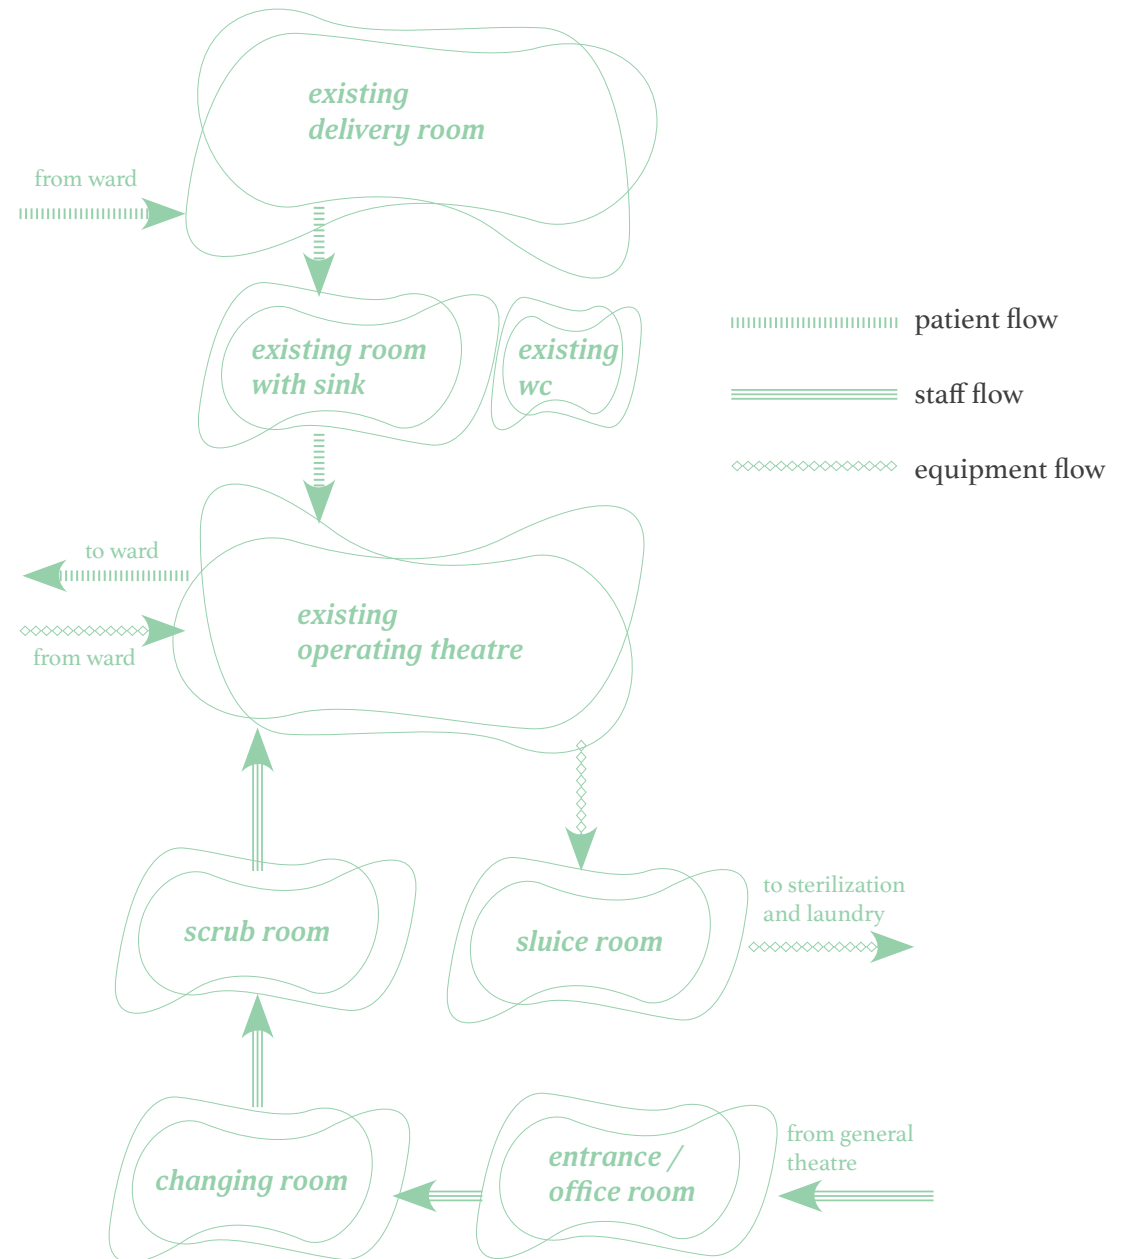 existing
delivery room
from ward
existing room
with sink
existing
wc
patient flow
staff flow
equipment flow
to ward
from ward
existing
operating theatre
scrub room
sluice room
to sterilization
and laundry
changing room
entrance /
office room
from general
theatre